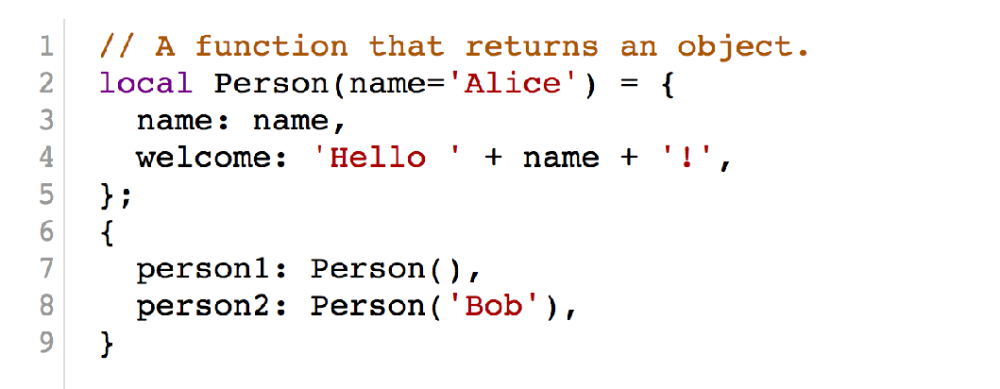 1 // A function that returns an object.
2 local Person(name='Alice') = {
3   name: name,
4   welcome: 'Hello ' + name + '!',
5 };
6 {
7   person1: Person(),
8   person2: Person('Bob'),
9 }